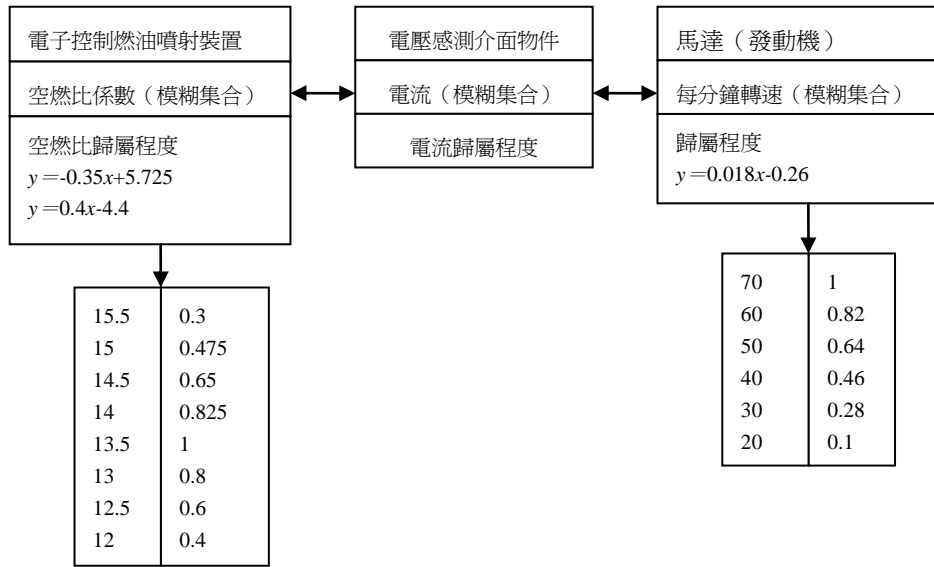 電子控制燃油噴射裝置
空燃比係數（模糊集合）
空燃比歸屬程度
y＝-0.35x+5.725
y＝0.4x-4.4
電壓感測介面物件
電流（模糊集合）
電流歸屬程度
馬達（發動機）
每分鐘轉速（模糊集合）
歸屬程度
y＝0.018x-0.26
15.5 0.3
15 0.475
14.5 0.65
14 0.825
13.5 1
13 0.8
12.5 0.6
12 0.4
70 1
60 0.82
50 0.64
40 0.46
30 0.28
20 0.1